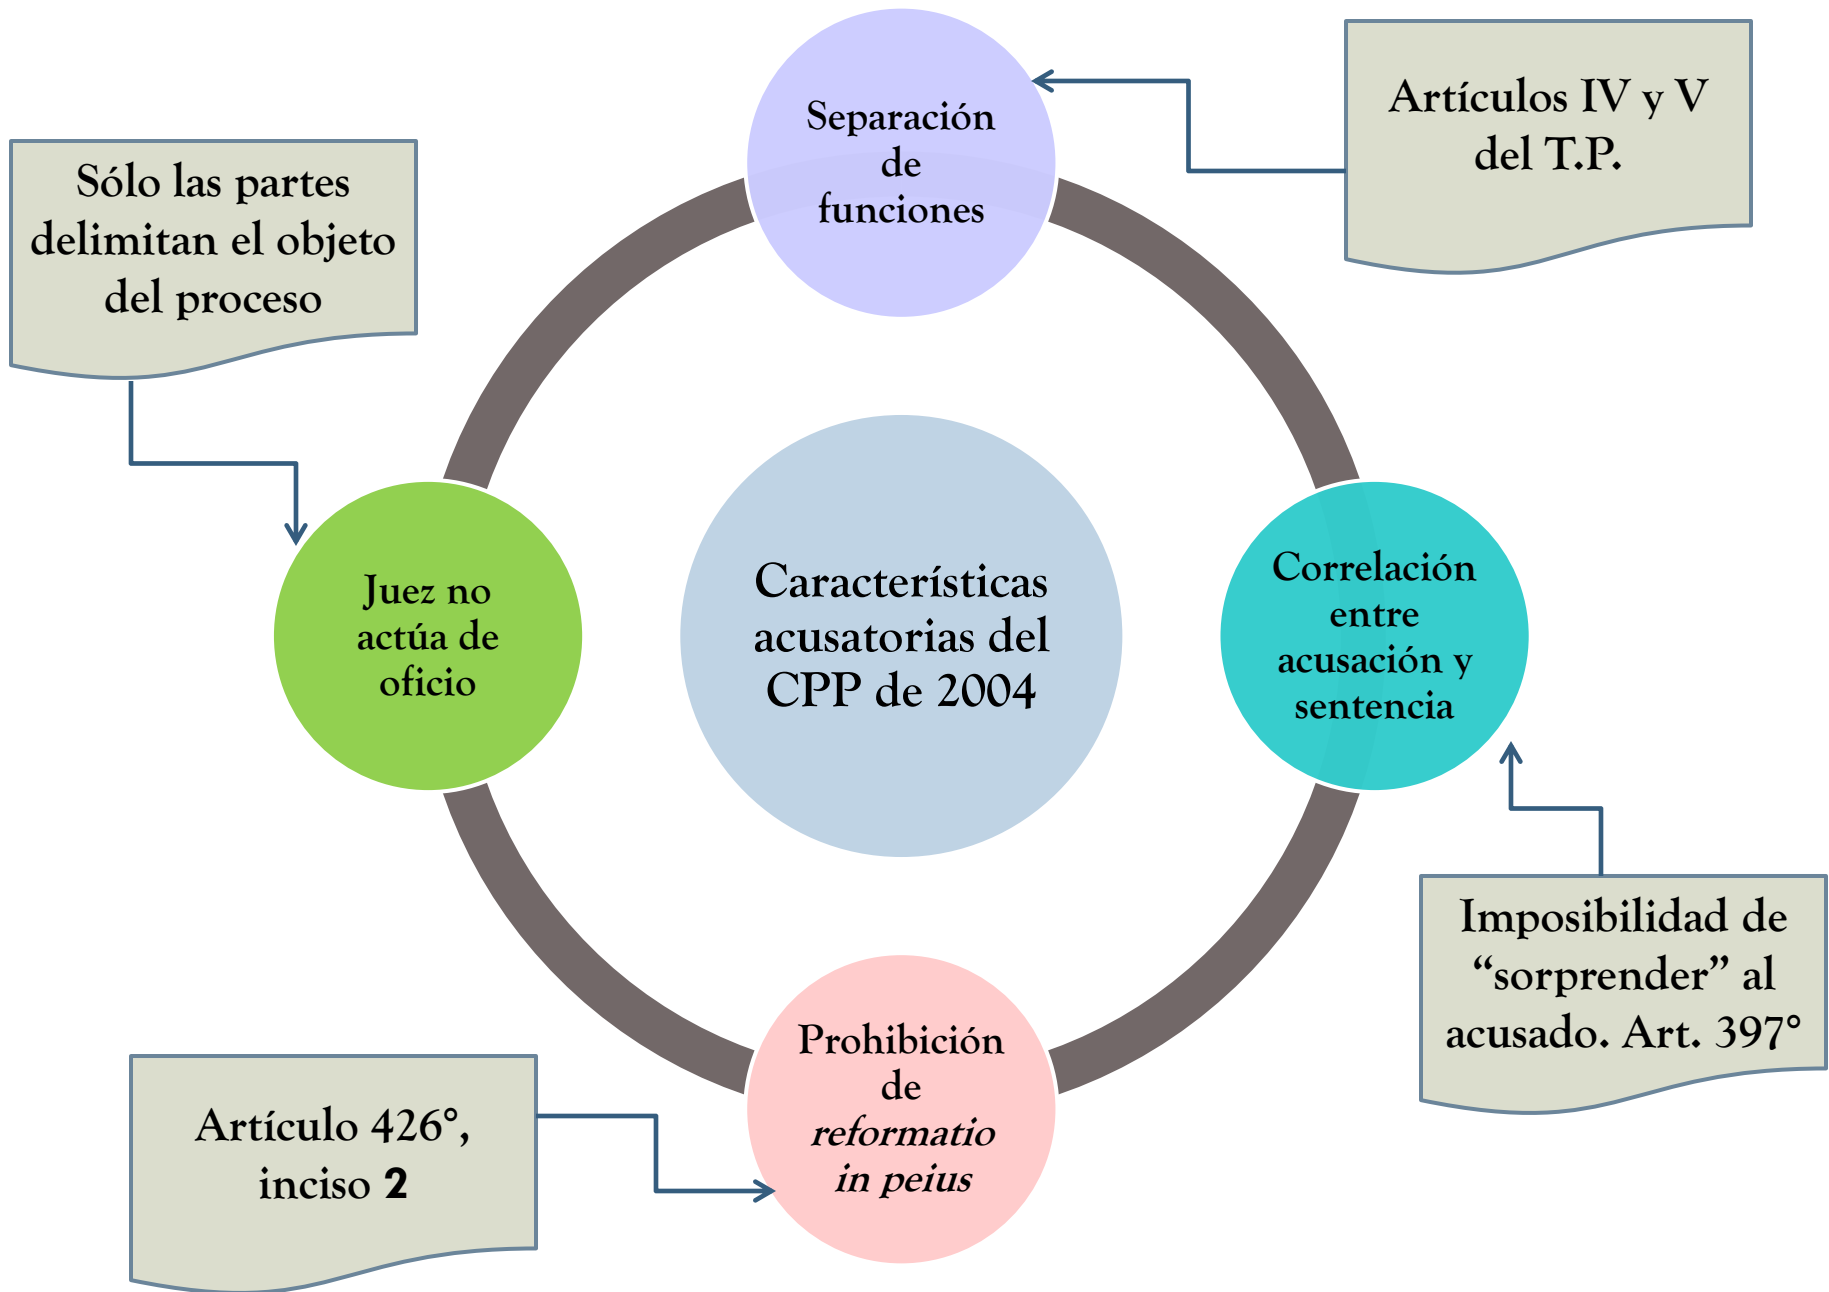 Separación
de
funciones
Artículos IV y V
del T.P.
Sólo las partes
delimitan el objeto
del proceso
Juez no
actúa de
oficio
Características
acusatorias del
CPP de 2004
Correlación
entre
acusación y
sentencia
Imposibilidad de
“sorprender” al
acusado. Art. 397°
Prohibición
de
reformatio
in peius
Artículo 426°,
inciso 2